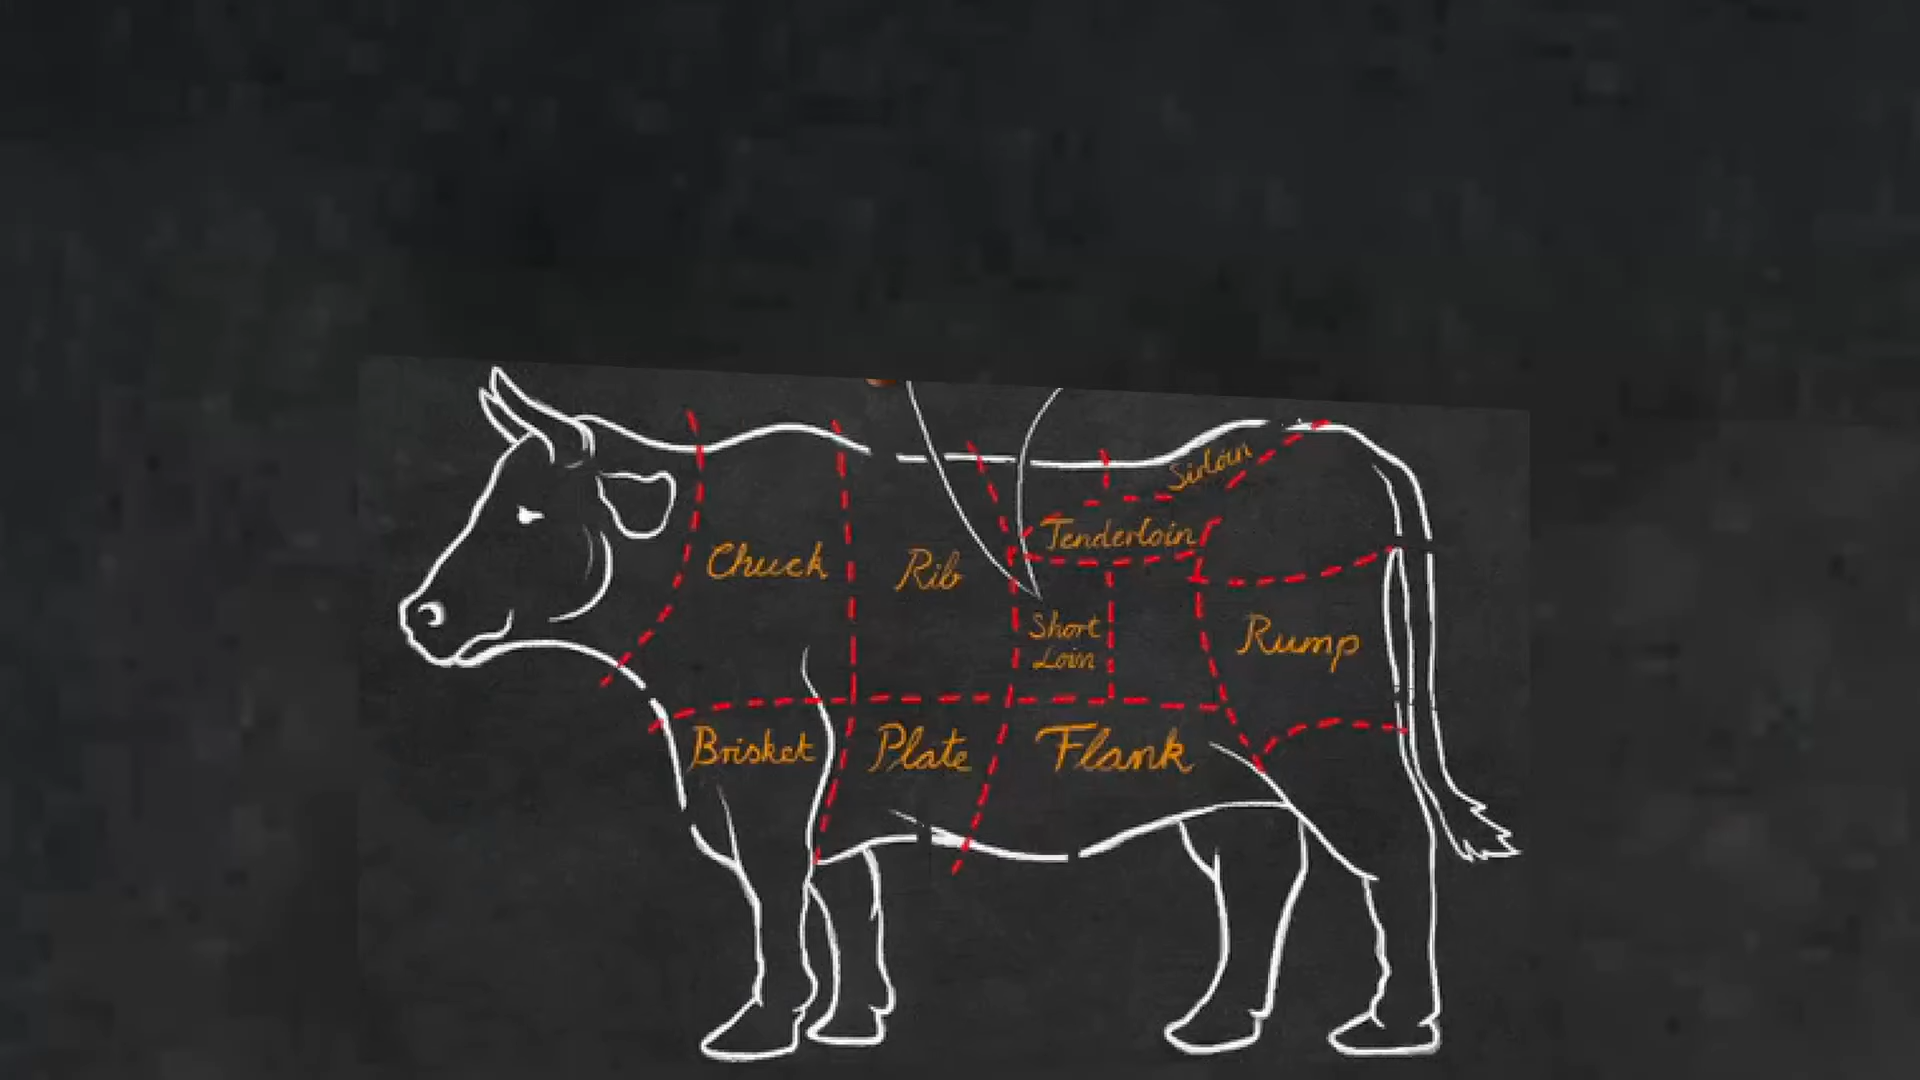 Sirloin
Tenderloin
Chuck
Rib
Short
Loin
Rump
Brisket
Plate
Flank